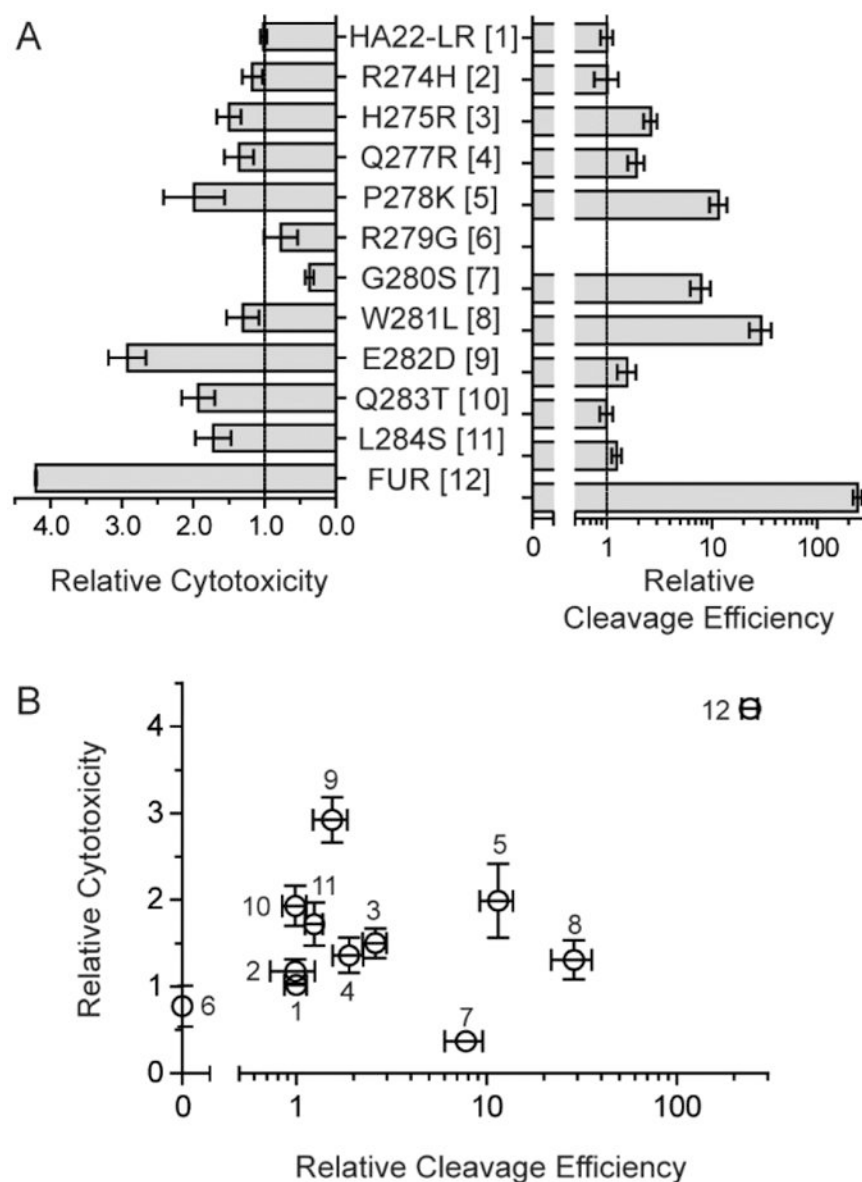 A
HA22-LR [1]
R274H [2]
H275R [3]
Q277R [4]
P278K [5]
R279G [6]
G280S [7]
W281L [8]
E282D [9]
Q283T [10]
L284S [11]
FUR [12]
4.0 3.0 2.0 1.0 0.0
0 1 10 100
Relative Cytotoxicity
Relative
Cleavage Efficiency
B
Relative Cytotoxicity
4
3
2
1
0
12
9
5
10
11
3
8
2
4
1
7
6
0 1 10 100
Relative Cleavage Efficiency